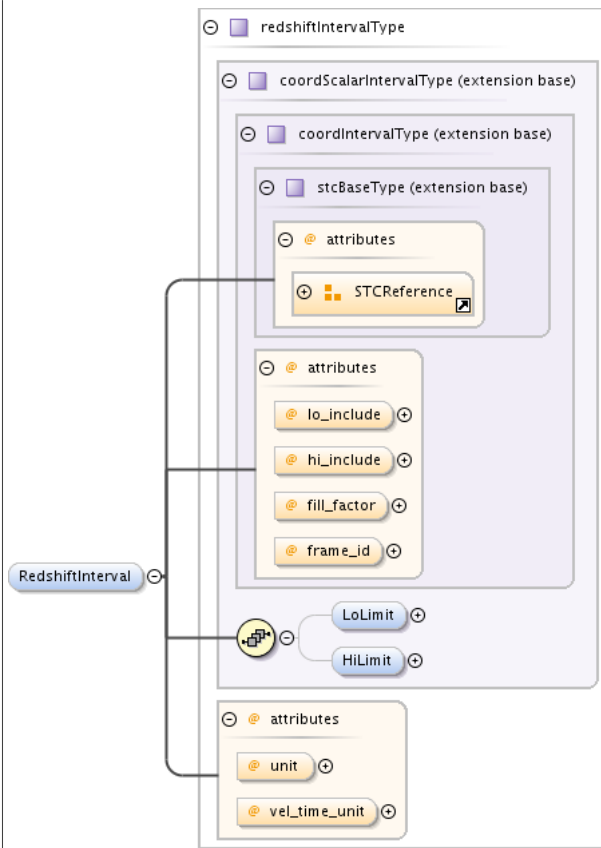 redshiftIntervalType
coordScalarIntervalType (extension base)
coordIntervalType (extension base)
stcBaseType (extension base)
@ attributes
STCReference
@ attributes
@ lo_include
@ hi_include
@ fill_factor
@ frame_id
RedshiftInterval
LoLimit
HiLimit
@ attributes
@ unit
@ vel_time_unit